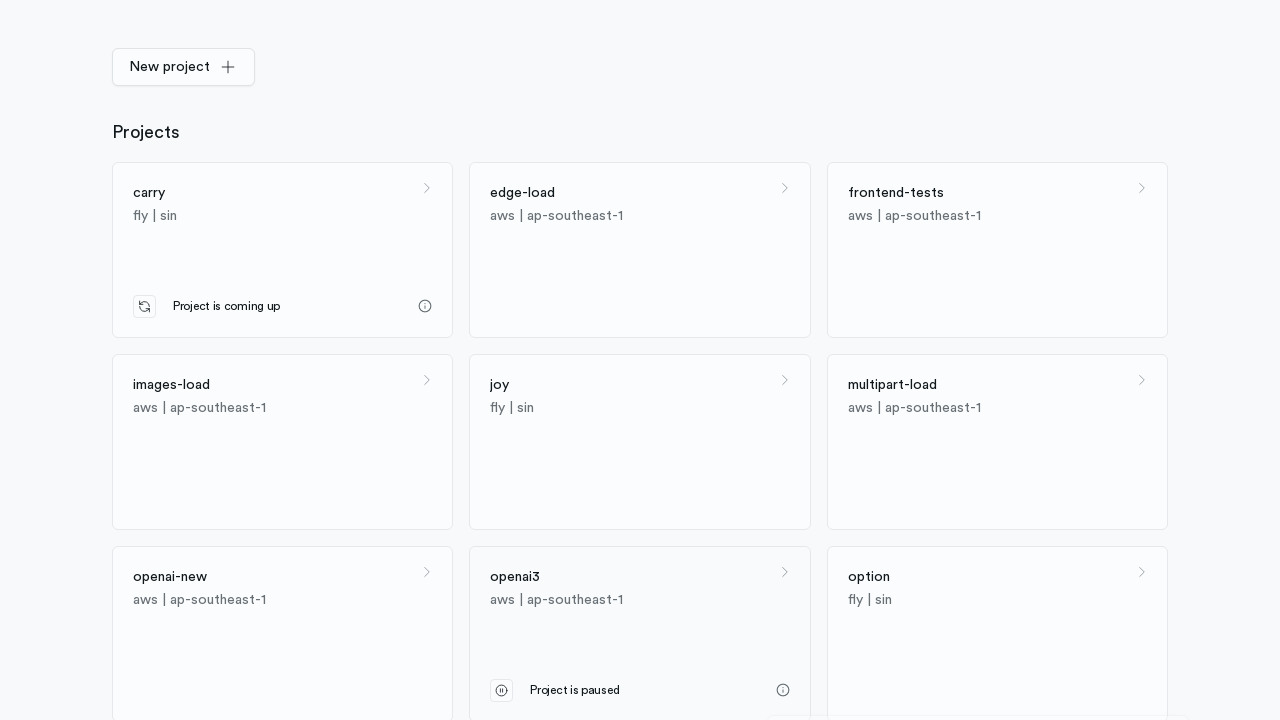 New project
Projects
carry
fly | sin
Project is coming up
edge-load
aws | ap-southeast-1
frontend-tests
aws | ap-southeast-1
images-load
aws | ap-southeast-1
joy
fly | sin
multipart-load
aws | ap-southeast-1
openai-new
aws | ap-southeast-1
openai3
aws | ap-southeast-1
Project is paused
option
fly | sin